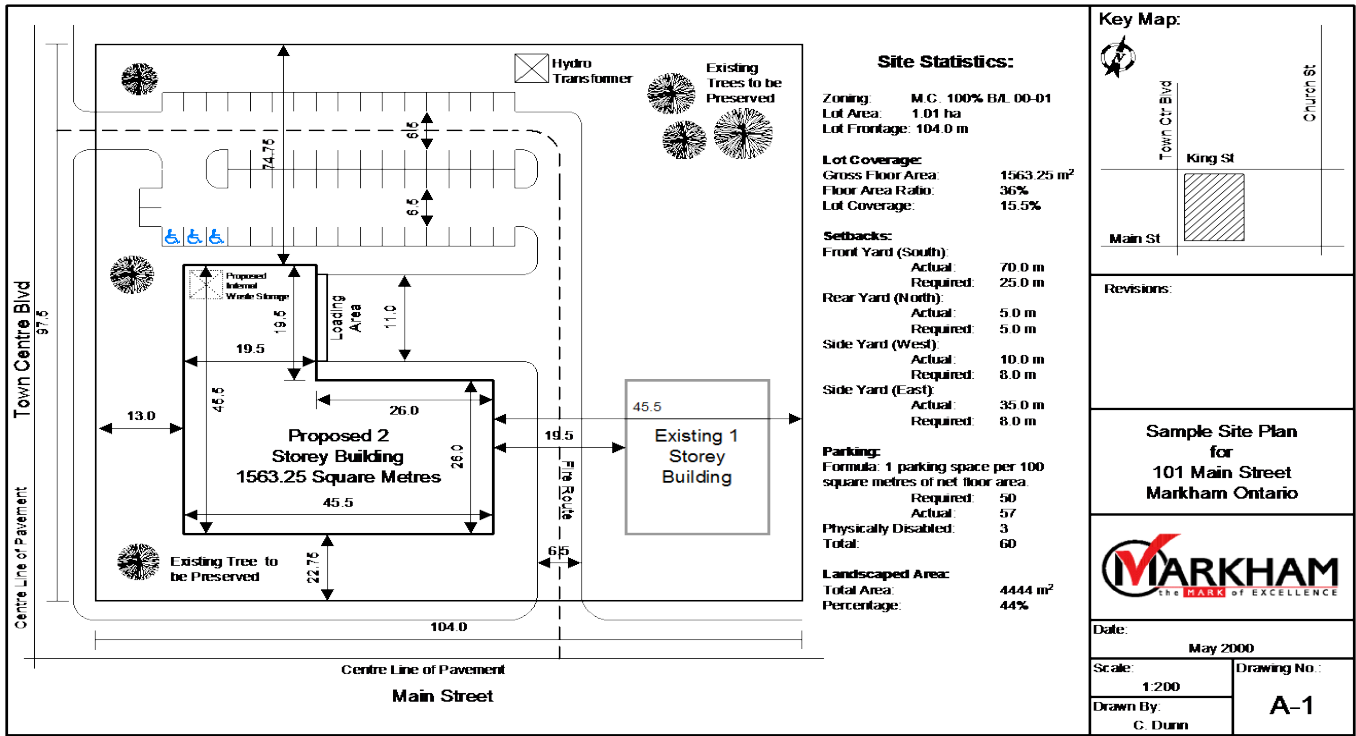 Hydro
Transformer
Existing
Trees to be
Preserved
6.5
74.75
6.5
Proposed
Internal
Waste Storage
Loading
Area
11.0
19.5
19.5
Town Centre Blvd
97.5
45.5
13.0
26.0
45.5
Proposed 2
Storey Building
1563.25 Square Metres
26.0
19.5
Existing 1
Storey
Building
45.5
Fire Route
Centre Line of Pavement
Existing Tree to
be Preserved
22.75
6.5
104.0
Centre Line of Pavement
Main Street
Site Statistics:
Zoning: M.C. 100% B/L 00-01
Lot Area: 1.01 ha
Lot Frontage: 104.0 m
Lot Coverage:
Gross Floor Area: 1563.25 m²
Floor Area Ratio: 36%
Lot Coverage: 15.5%
Setbacks:
Front Yard (South):
Actual: 70.0 m
Required: 25.0 m
Rear Yard (North):
Actual: 5.0 m
Required: 5.0 m
Side Yard (West):
Actual: 10.0 m
Required: 8.0 m
Side Yard (East):
Actual: 35.0 m
Required: 8.0 m
Parking:
Formula: 1 parking space per 100
square metres of net floor area.
Required: 50
Actual: 57
Physically Disabled: 3
Total: 60
Landscaped Area:
Total Area: 4444 m²
Percentage: 44%
Key Map:
N
Town Ctr Blvd
Church St
King St
Main St
Revisions:
Sample Site Plan
for
101 Main Street
Markham Ontario
MARKHAM
the MARK of EXCELLENCE
Date:
May 2000
Scale:
1:200
Drawing No.:
A-1
Drawn By:
C. Dunn